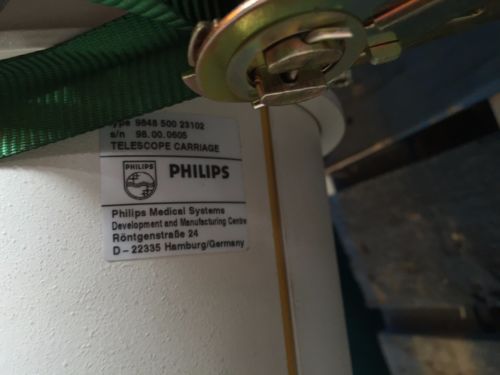 Type 9848 500 23102
s/n 98.00.0605
TELESCOPE CARRIAGE
PHILIPS
PHILIPS
Philips Medical Systems
Development and Manufacturing Centre
Röntgenstraße 24
D - 22335 Hamburg/Germany